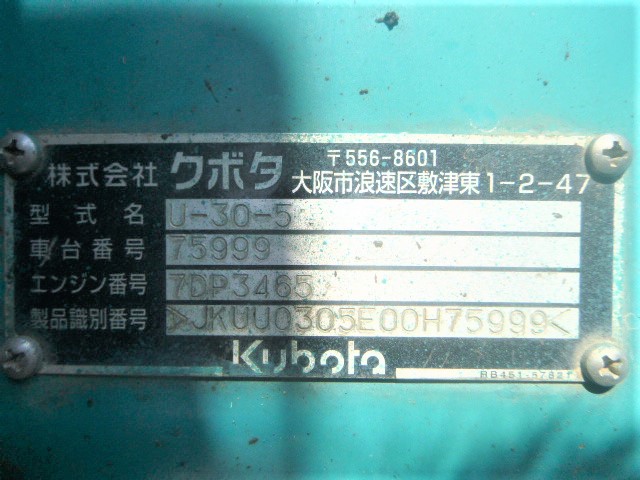 株式会社 クボタ 〒556-8601
大阪市浪速区敷津東1-2-47
型式名 U-30-5
車台番号 75999
エンジン番号 7DP3465
製品識別番号 >JKUU0305E00H75999<
Kubota